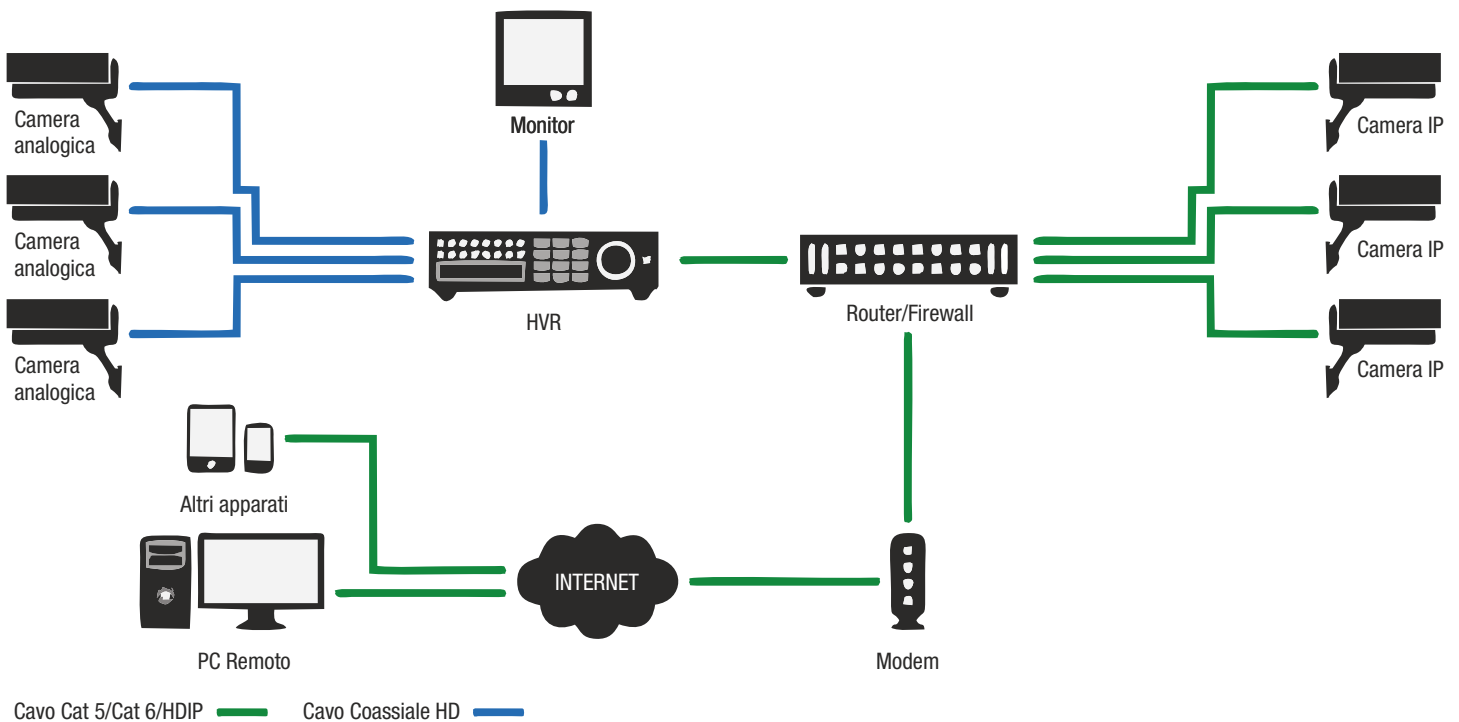 Monitor
Camera
analogica
Camera IP
Camera
analogica
Camera IP
HVR
Router/Firewall
Camera
analogica
Camera IP
Altri apparati
INTERNET
PC Remoto
Modem
Cavo Cat 5/Cat 6/HDIP
Cavo Coassiale HD